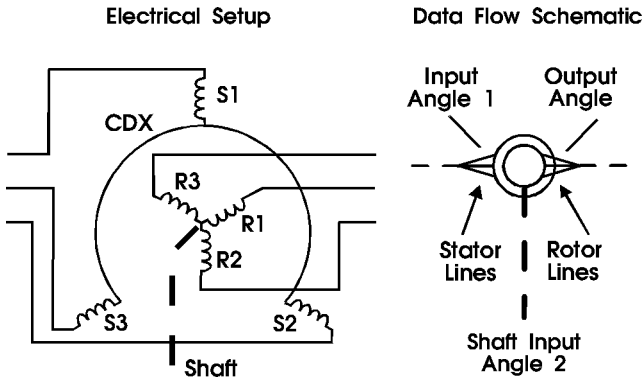 Electrical Setup
Data Flow Schematic
S1
CDX
R3
R1
R2
S3
S2
Shaft
Input
Angle 1
Output
Angle
Stator
Lines
Rotor
Lines
Shaft Input
Angle 2